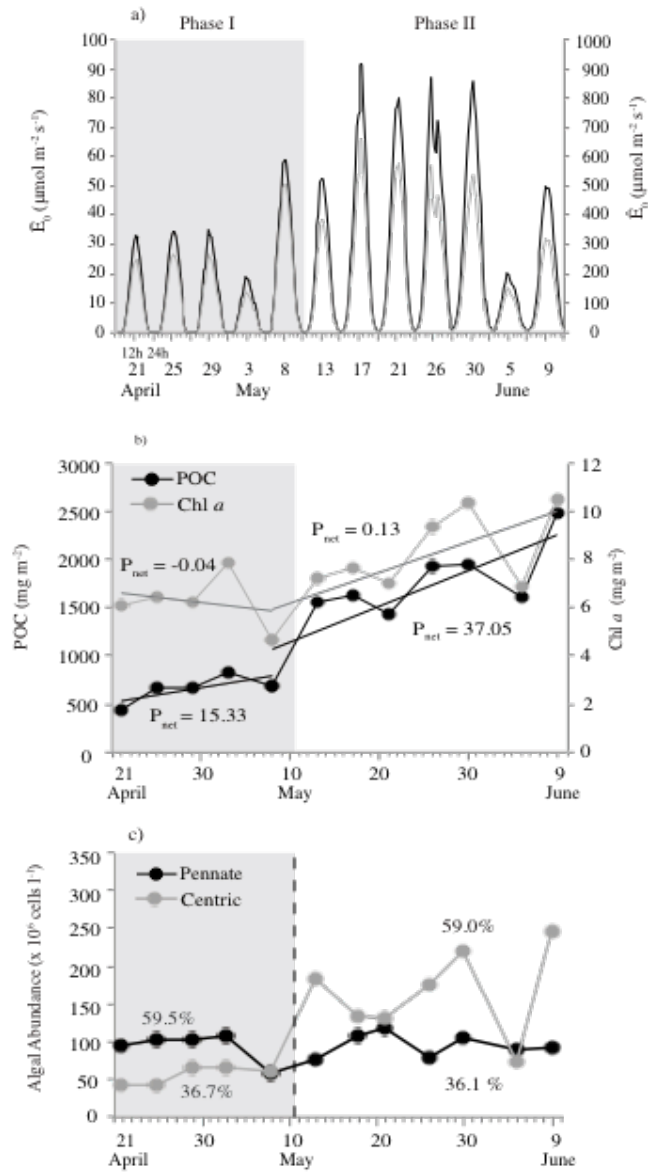 a)
Phase I Phase II
100 1000
90 900
80 800
70 700
60 600
50 500
40 400
30 300
20 200
10 100
0 0
Ê₀ (μmol m⁻² s⁻¹)
Ê₀ (μmol m⁻² s⁻¹)
12h 24h
21 25 29 3 8 13 17 21 26 30 5 9
April May June
b)
3000 12
2500 10
2000 8
1500 6
1000 4
500 2
0 0
POC (mg m⁻²)
Chl a (mg m⁻²)
POC
Chl a
P_net = -0.04
P_net = 0.13
P_net = 15.33
P_net = 37.05
21 30 10 20 30 9
April May June
c)
350
300
250
200
150
100
50
0
Algal Abundance (x 10⁶ cells l⁻¹)
Pennate
Centric
59.5%
36.7%
59.0%
36.1 %
21 30 10 20 30 9
April May June